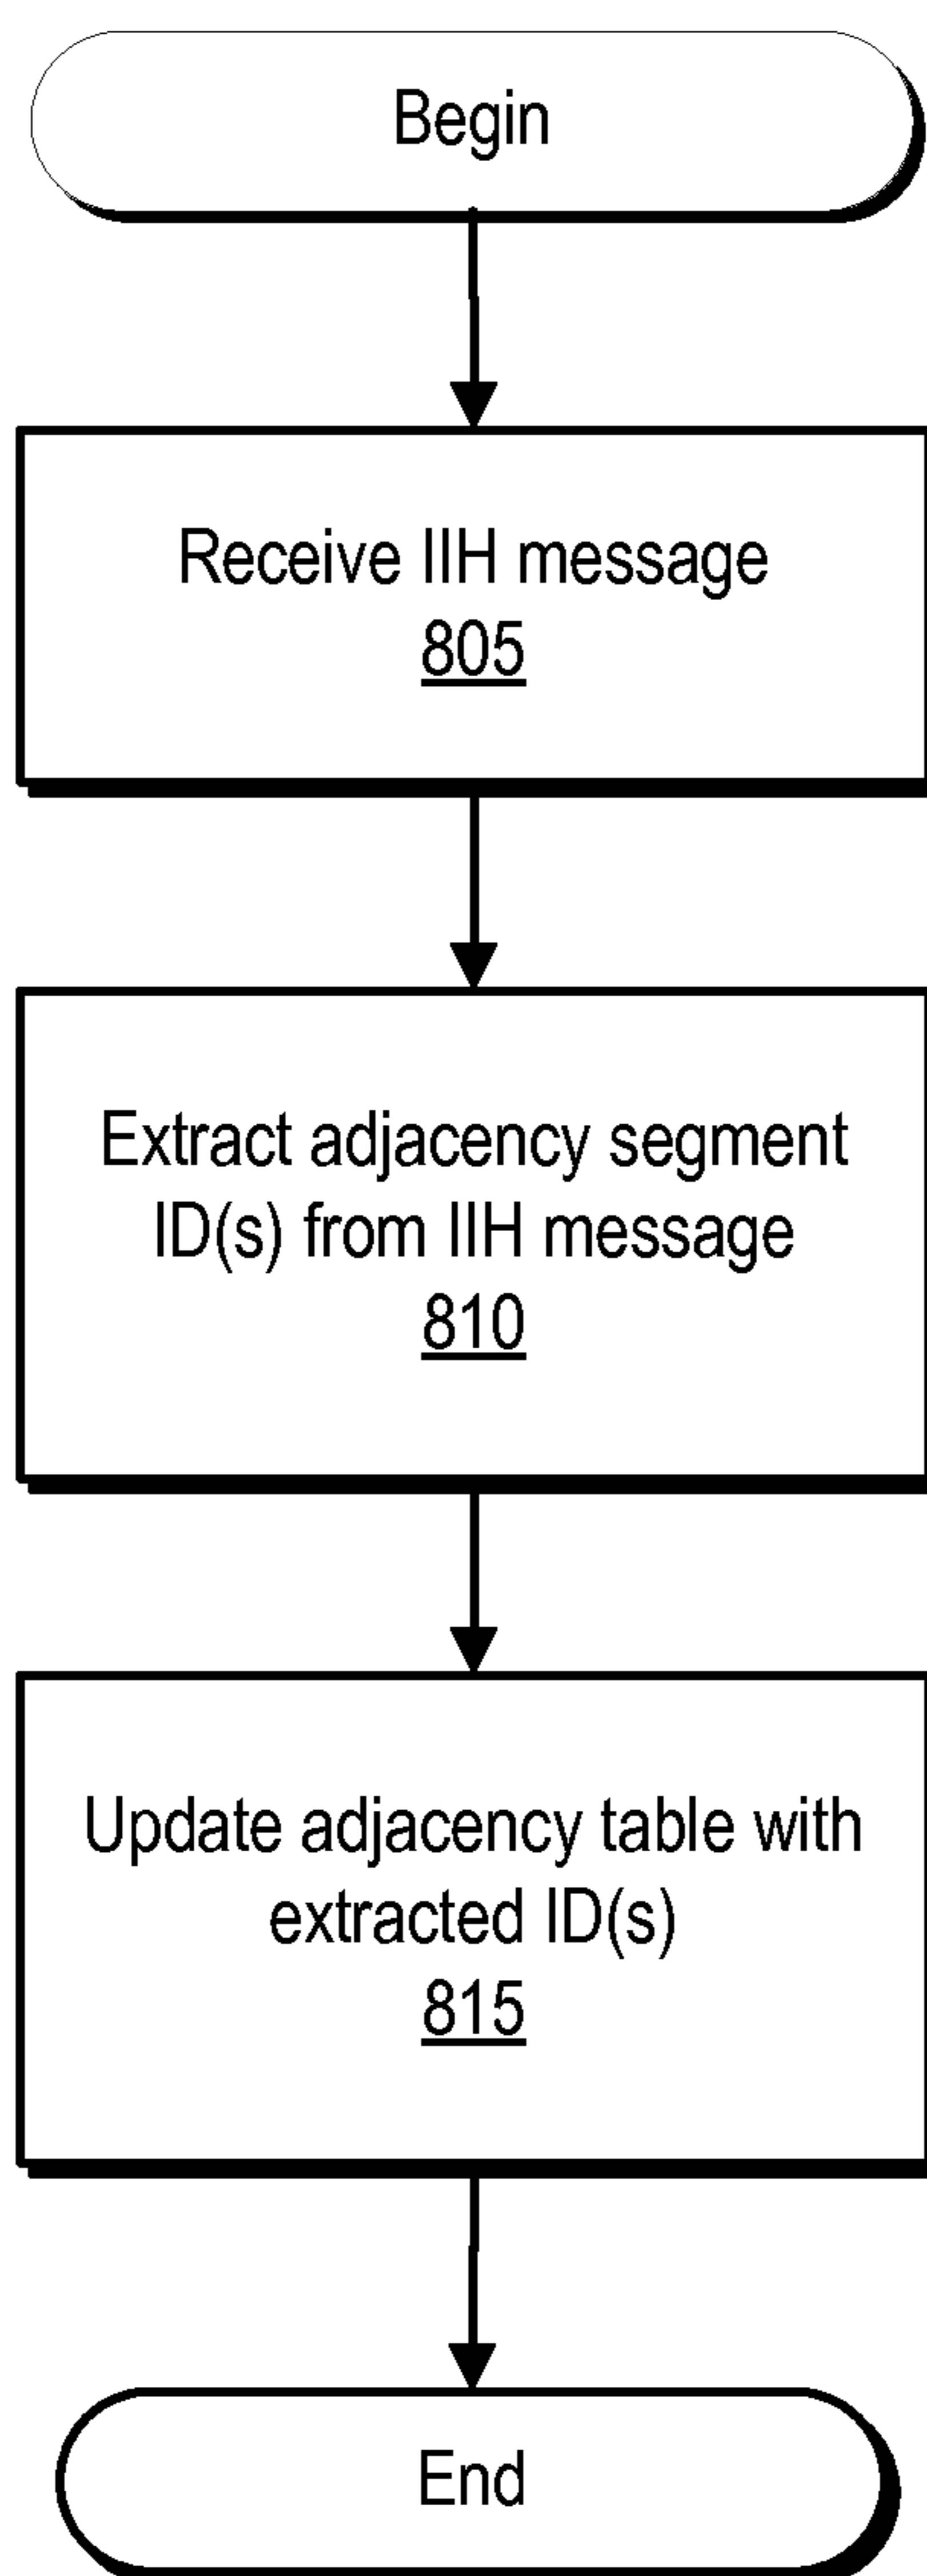 Begin
Receive IIH message
805
Extract adjacency segment
ID(s) from IIH message
810
Update adjacency table with
extracted ID(s)
815
End